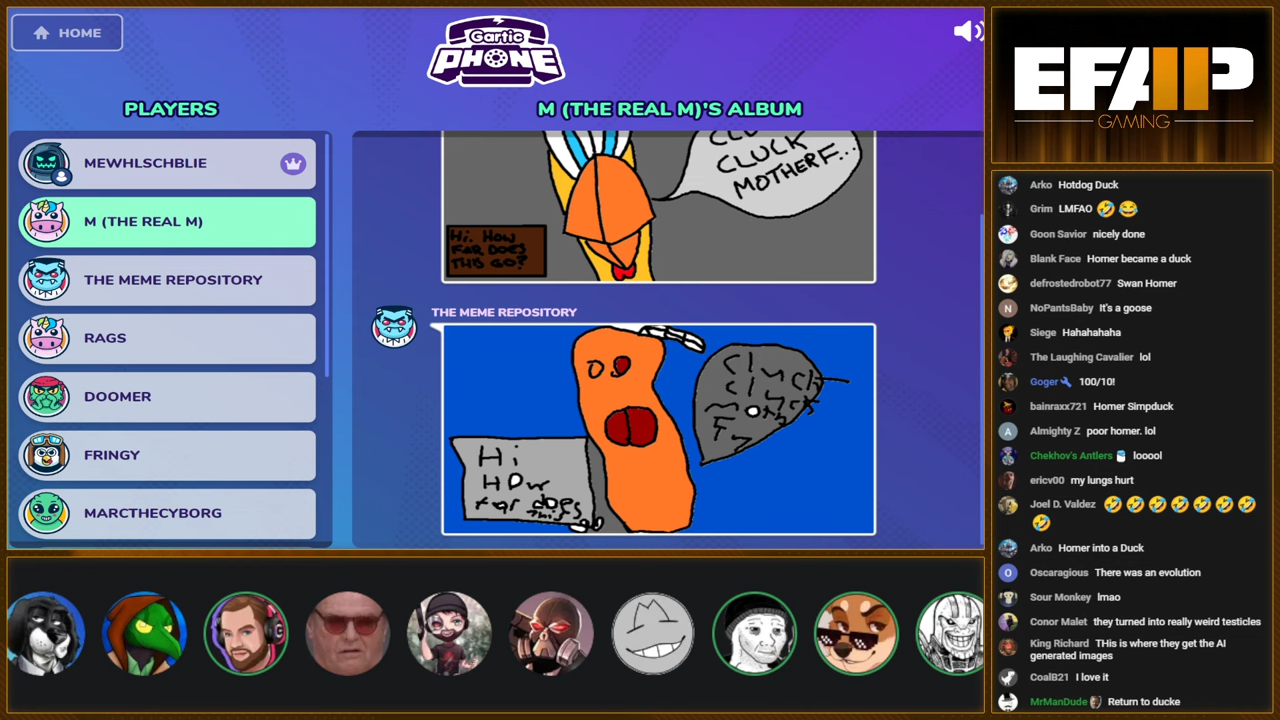 HOME
Gartic
PHONE
PLAYERS
M (THE REAL M)'S ALBUM
MEWHLSCHBLIE
M (THE REAL M)
THE MEME REPOSITORY
RAGS
DOOMER
FRINGY
MARCTHECYBORG
CLUCK
MOTHERF...
Hi. HOW
FAR DOES
THIS GO?
THE MEME REPOSITORY
Hi
HOw
far does
this
EFAP
GAMING
Arko Hotdog Duck
Grim LMFAO 🤣😂
Goon Savior nicely done
Blank Face Homer became a duck
defrostedrobot77 Swan Homer
N NoPantsBaby It's a goose
Siege Hahahahaha
The Laughing Cavalier lol
Goger 100/10!
bainraxx721 Homer Simpduck
A Almighty Z poor homer. lol
Chekhov's Antlers looool
ericv00 my lungs hurt
Joel D. Valdez 🤣🤣🤣🤣🤣🤣🤣
🤣
Arko Homer into a Duck
O Oscaragious There was an evolution
Sour Monkey lmao
Conor Malet they turned into really weird testicles
King Richard THis is where they get the AI
generated images
CoalB21 I love it
MrManDude Return to ducke